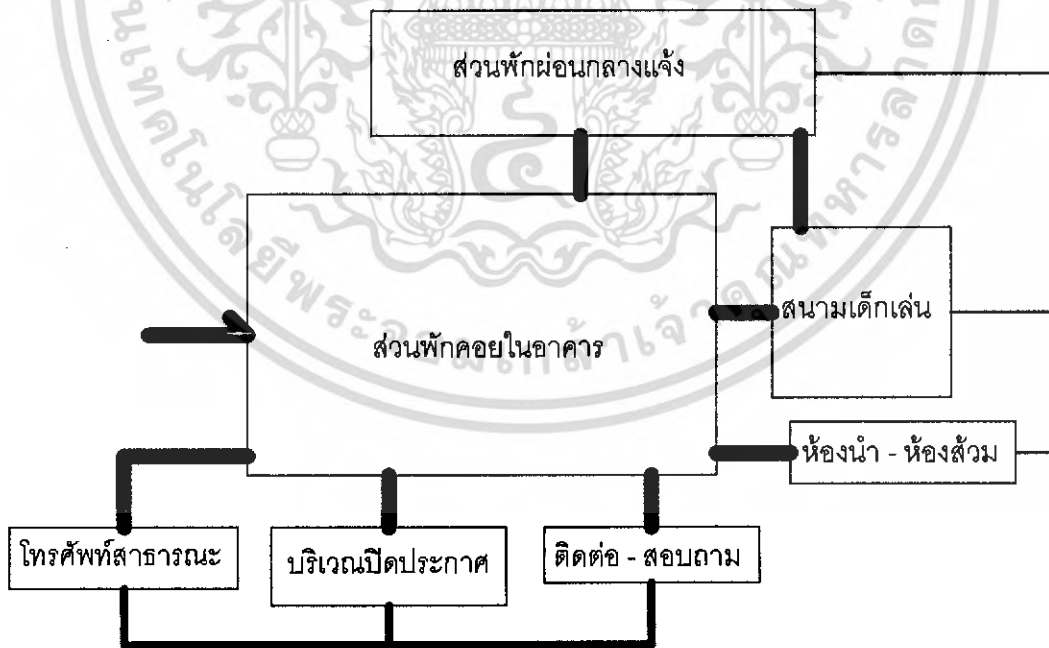 ส่วนพักผ่อนกลางแจ้ง
สนามเด็กเล่น
ส่วนพักคอยในอาคาร
ห้องนำ - ห้องส้วม
โทรศัพท์สาธารณะ
บริเวณปิดประกาศ
ติดต่อ - สอบถาม